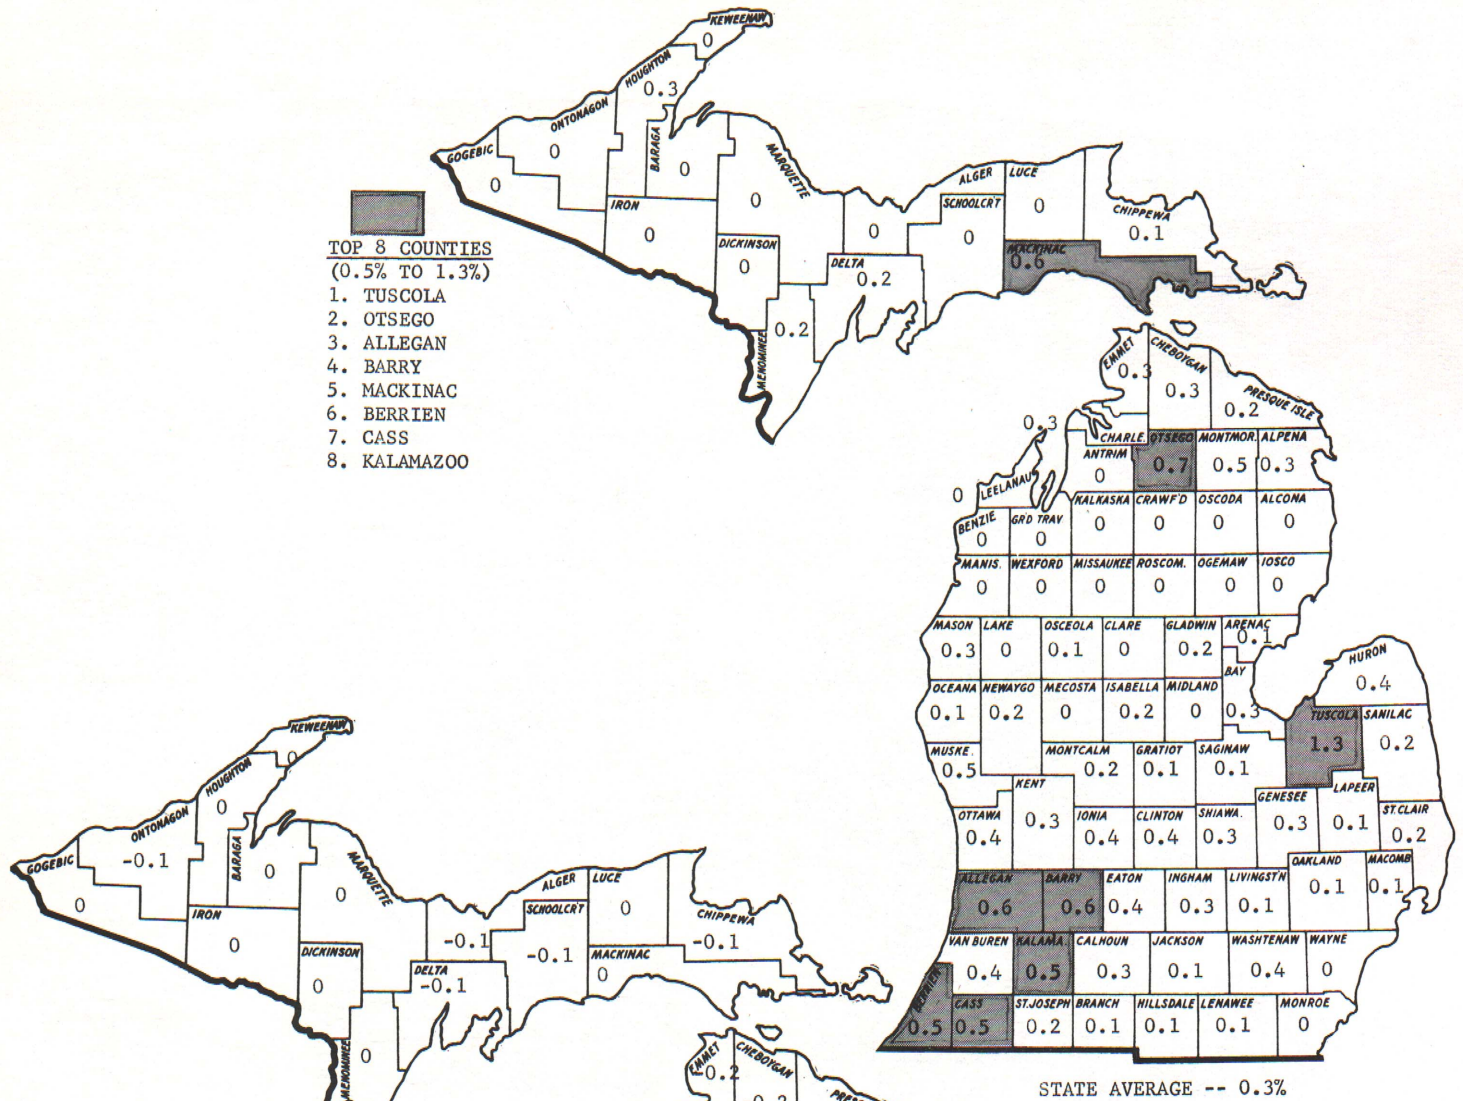 KEWEENAW
0
HOUGHTON
0.3
ONTONAGON
0
GOGEBIC
0
BARAGA
0
MARQUETTE
0
IRON
0
DICKINSON
0
ALGER
0
LUCE
0
SCHOOLCR'T
0
CHIPPEWA
0.1
MACKINAC
0.6
DELTA
0.2
MENOMINEE
0.2
TOP 8 COUNTIES
(0.5% TO 1.3%)
1. TUSCOLA
2. OTSEGO
3. ALLEGAN
4. BARRY
5. MACKINAC
6. BERRIEN
7. CASS
8. KALAMAZOO
EMMET
0.3
CHEBOYGAN
0.3
PRESQUE ISLE
0.2
0.3
CHARLE. OTSEGO MONTMOR. ALPENA
ANTRIM
0 0.7 0.5 0.3
0 LEELANAU
KALKASKA CRAWF'D OSCODA ALCONA
0 0 0 0
BENZIE GR'D TRAV
0 0
MANIS. WEXFORD MISSAUKEE ROSCOM. OGEMAW IOSCO
0 0 0 0 0 0
MASON LAKE OSCEOLA CLARE GLADWIN ARENAC
0.3 0 0.1 0 0.2 0.1
HURON
0.4
BAY
0.3
OCEANA NEWAYGO MECOSTA ISABELLA MIDLAND
0.1 0.2 0 0.2 0
TUSCOLA SANILAC
1.3 0.2
MUSKE. MONTCALM GRATIOT SAGINAW
0.5 0.2 0.1 0.1
KENT
0.3
GENESEE LAPEER
0.3 0.1
OTTAWA IONIA CLINTON SHIAWA. ST.CLAIR
0.4 0.4 0.4 0.3 0.2
OAKLAND MACOMB
0.1 0.1
ALLEGAN BARRY EATON INGHAM LIVINGST'N
0.6 0.6 0.4 0.3 0.1
VAN BUREN KALAMA. CALHOUN JACKSON WASHTENAW WAYNE
0.4 0.5 0.3 0.1 0.4 0
BERRIEN CASS ST.JOSEPH BRANCH HILLSDALE LENAWEE MONROE
0.5 0.5 0.2 0.1 0.1 0.1 0
STATE AVERAGE -- 0.3%
KEWEENAW
0
HOUGHTON
0
ONTONAGON
-0.1
GOGEBIC
0
BARAGA
0
MARQUETTE
0
IRON
0
DICKINSON
0
ALGER
-0.1
LUCE
0
SCHOOLCR'T
-0.1
CHIPPEWA
-0.1
MACKINAC
0
DELTA
-0.1
MENOMINEE
0
EMMET
-0.2
CHEBOYGAN